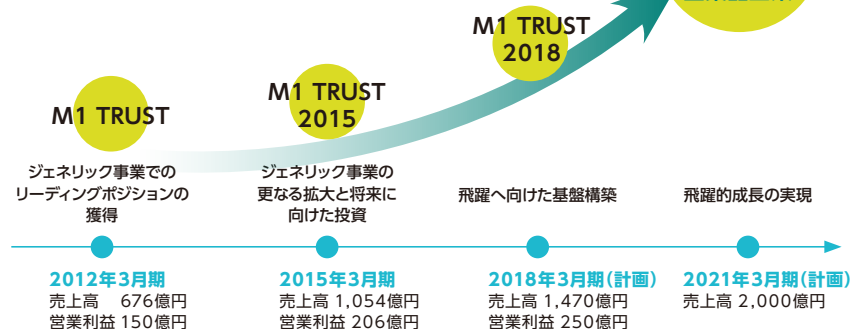 M1 TRUST
2018
M1 TRUST
2015
M1 TRUST
ジェネリック事業での
リーディングポジションの
獲得
ジェネリック事業の
更なる拡大と将来に
向けた投資
飛躍へ向けた基盤構築
飛躍的成長の実現
2012年3月期
売上高 676億円
営業利益 150億円
2015年3月期
売上高 1,054億円
営業利益 206億円
2018年3月期(計画)
売上高 1,470億円
営業利益 250億円
2021年3月期(計画)
売上高 2,000億円